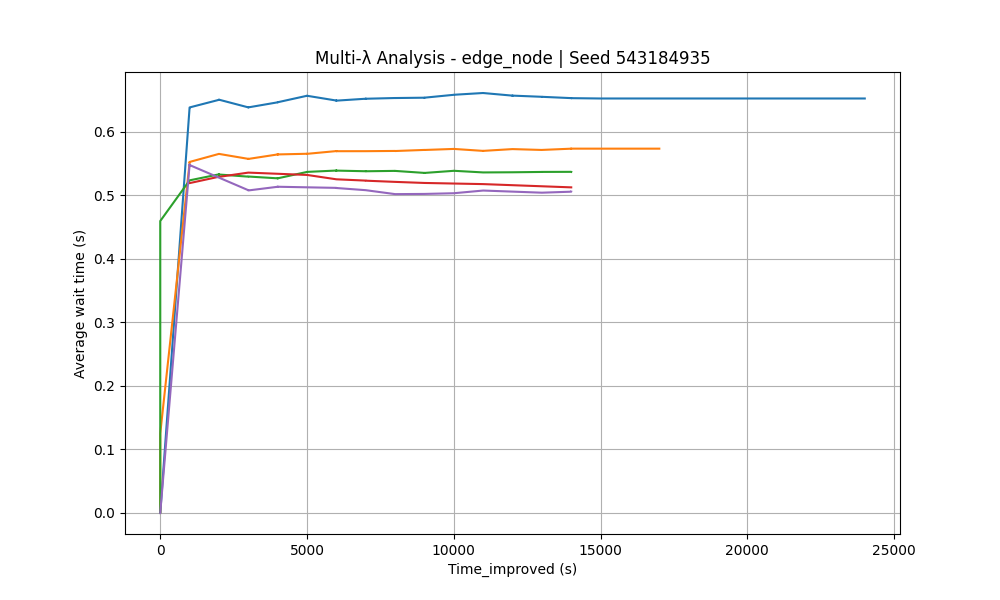 Multi-λ Analysis - edge_node | Seed 543184935
Average wait time (s)
0.6
0.5
0.4
0.3
0.2
0.1
0.0
0 5000 10000 15000 20000 25000
Time_improved (s)